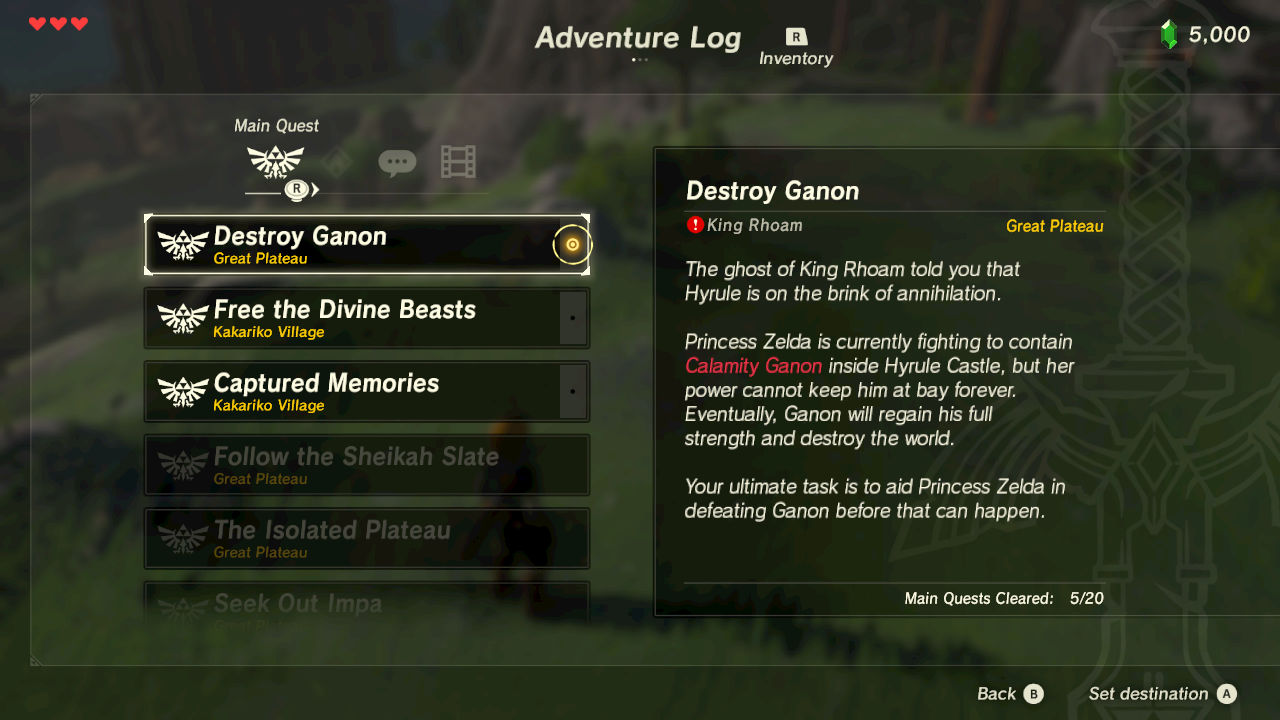 Adventure Log
R
Inventory
5,000
Main Quest
R
Destroy Ganon
Great Plateau
Free the Divine Beasts
Kakariko Village
Captured Memories
Kakariko Village
Follow the Sheikah Slate
Great Plateau
The Isolated Plateau
Great Plateau
Seek Out Impa
Great Plateau
Destroy Ganon
! King Rhoam
Great Plateau
The ghost of King Rhoam told you that
Hyrule is on the brink of annihilation.
Princess Zelda is currently fighting to contain
Calamity Ganon inside Hyrule Castle, but her
power cannot keep him at bay forever.
Eventually, Ganon will regain his full
strength and destroy the world.
Your ultimate task is to aid Princess Zelda in
defeating Ganon before that can happen.
Main Quests Cleared: 5/20
Back B
Set destination A